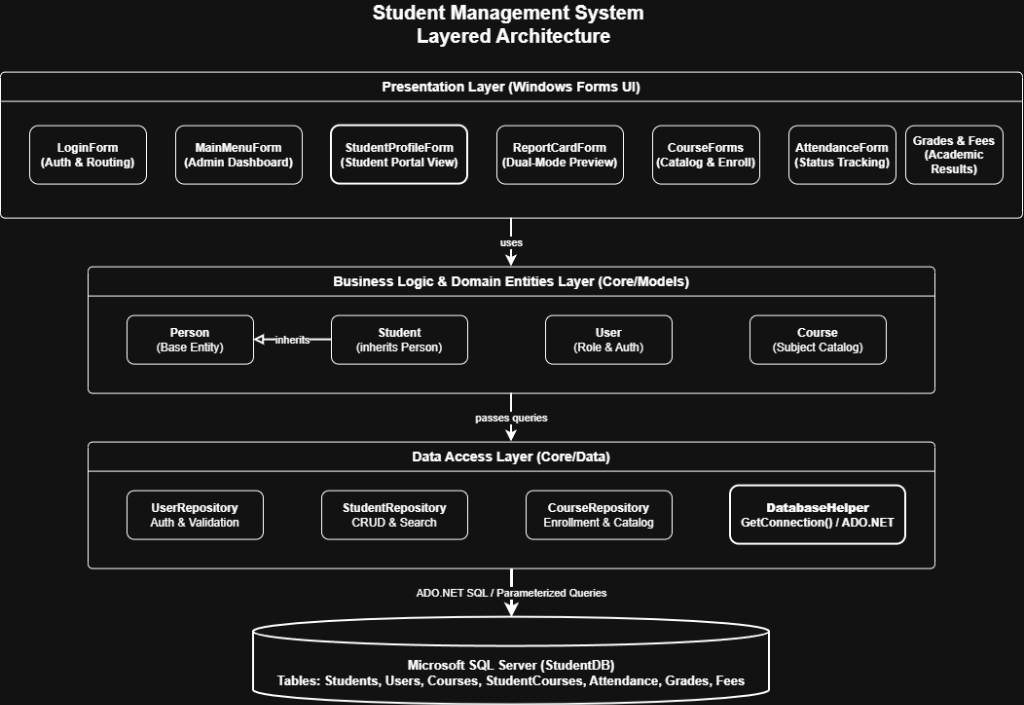 Student Management System
Layered Architecture
Presentation Layer (Windows Forms UI)
LoginForm
(Auth & Routing)
MainMenuForm
(Admin Dashboard)
StudentProfileForm
(Student Portal View)
ReportCardForm
(Dual-Mode Preview)
CourseForms
(Catalog & Enroll)
AttendanceForm
(Status Tracking)
Grades & Fees
(Academic
Results)
uses
Business Logic & Domain Entities Layer (Core/Models)
Person
(Base Entity)
inherits
Student
(inherits Person)
User
(Role & Auth)
Course
(Subject Catalog)
passes queries
Data Access Layer (Core/Data)
UserRepository
Auth & Validation
StudentRepository
CRUD & Search
CourseRepository
Enrollment & Catalog
DatabaseHelper
GetConnection() / ADO.NET
ADO.NET SQL / Parameterized Queries
Microsoft SQL Server (StudentDB)
Tables: Students, Users, Courses, StudentCourses, Attendance, Grades, Fees